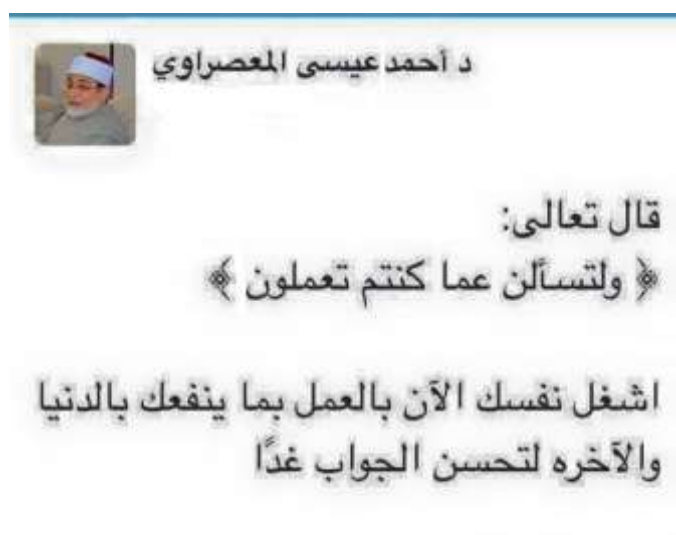 د أحمد عيسى المعصراوي
قال تعالى:
﴿ ولتسألن عما كنتم تعملون ﴾
اشغل نفسك الآن بالعمل بما ينفعك بالدنيا
والآخره لتحسن الجواب غدًا